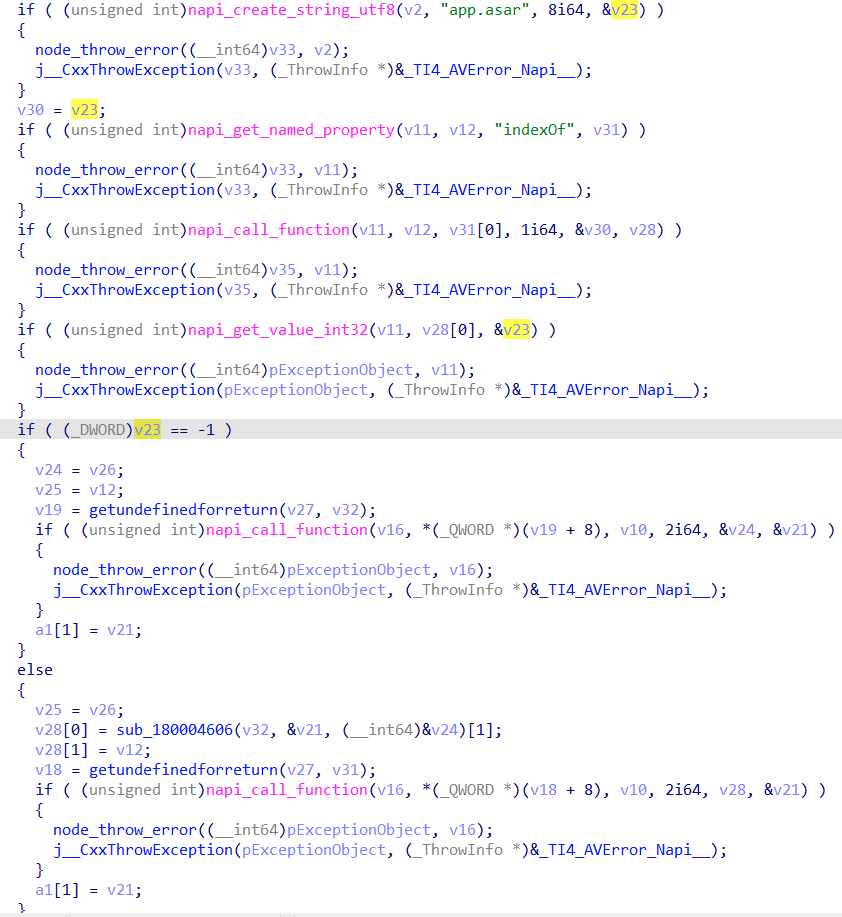 if ( (unsigned int)napi_create_string_utf8(v2, "app.asar", 8i64, &v23) )
{
node_throw_error((__int64)v33, v2);
j__CxxThrowException(v33, (_ThrowInfo *)&_TI4_AVError_Napi__);
}
v30 = v23;
if ( (unsigned int)napi_get_named_property(v11, v12, "indexOf", v31) )
{
node_throw_error((__int64)v33, v11);
j__CxxThrowException(v33, (_ThrowInfo *)&_TI4_AVError_Napi__);
}
if ( (unsigned int)napi_call_function(v11, v12, v31[0], 1i64, &v30, v28) )
{
node_throw_error((__int64)v35, v11);
j__CxxThrowException(v35, (_ThrowInfo *)&_TI4_AVError_Napi__);
}
if ( (unsigned int)napi_get_value_int32(v11, v28[0], &v23) )
{
node_throw_error((__int64)pExceptionObject, v11);
j__CxxThrowException(pExceptionObject, (_ThrowInfo *)&_TI4_AVError_Napi__);
}
if ( (_DWORD)v23 == -1 )
{
v24 = v26;
v25 = v12;
v19 = getundefinedforreturn(v27, v32);
if ( (unsigned int)napi_call_function(v16, *(_QWORD *)(v19 + 8), v10, 2i64, &v24, &v21) )
{
node_throw_error((__int64)pExceptionObject, v16);
j__CxxThrowException(pExceptionObject, (_ThrowInfo *)&_TI4_AVError_Napi__);
}
a1[1] = v21;
}
else
{
v25 = v26;
v28[0] = sub_180004606(v32, &v21, (__int64)&v24)[1];
v28[1] = v12;
v18 = getundefinedforreturn(v27, v31);
if ( (unsigned int)napi_call_function(v16, *(_QWORD *)(v18 + 8), v10, 2i64, v28, &v21) )
{
node_throw_error((__int64)pExceptionObject, v16);
j__CxxThrowException(pExceptionObject, (_ThrowInfo *)&_TI4_AVError_Napi__);
}
a1[1] = v21;
}